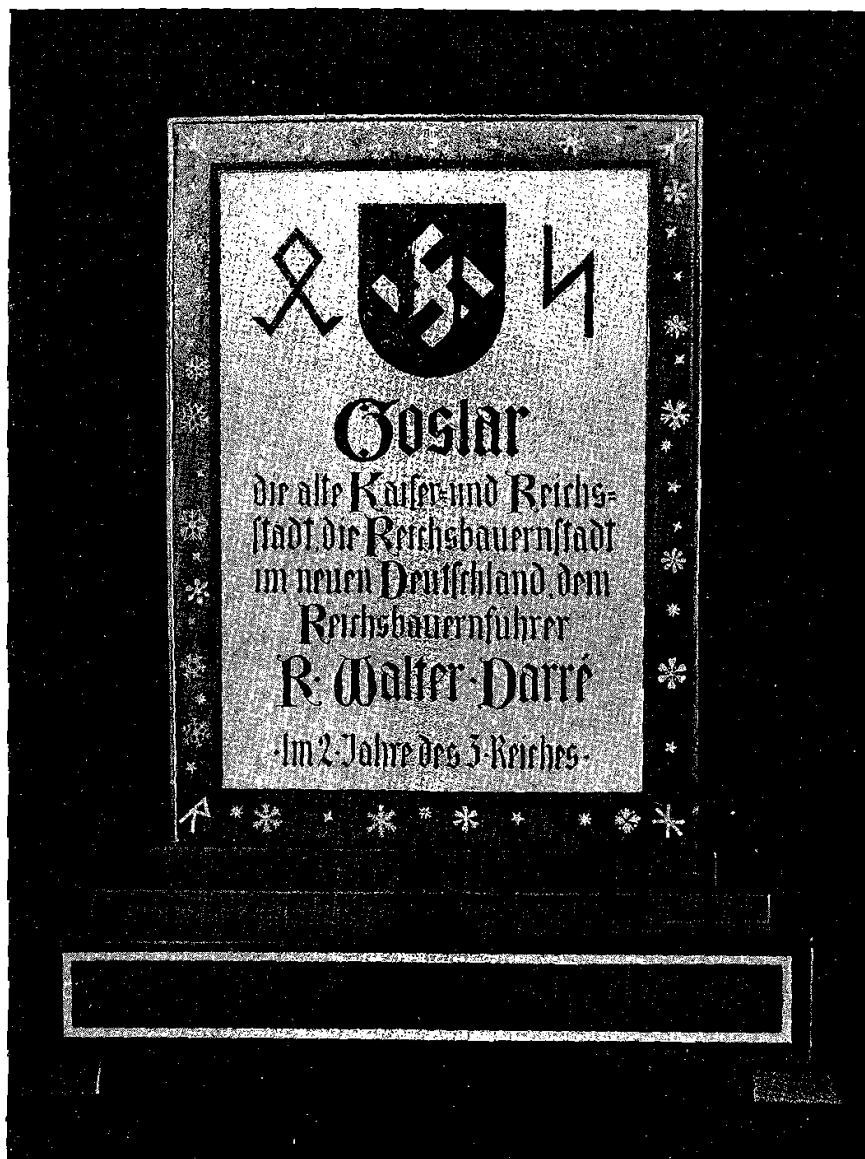 Goslar
die alte Kaiser- und Reichs-
stadt, die Reichsbauernstadt
im neuen Deutschland, dem
Reichsbauernführer
R. Walter Darré
·Im 2. Jahre des 3. Reiches·